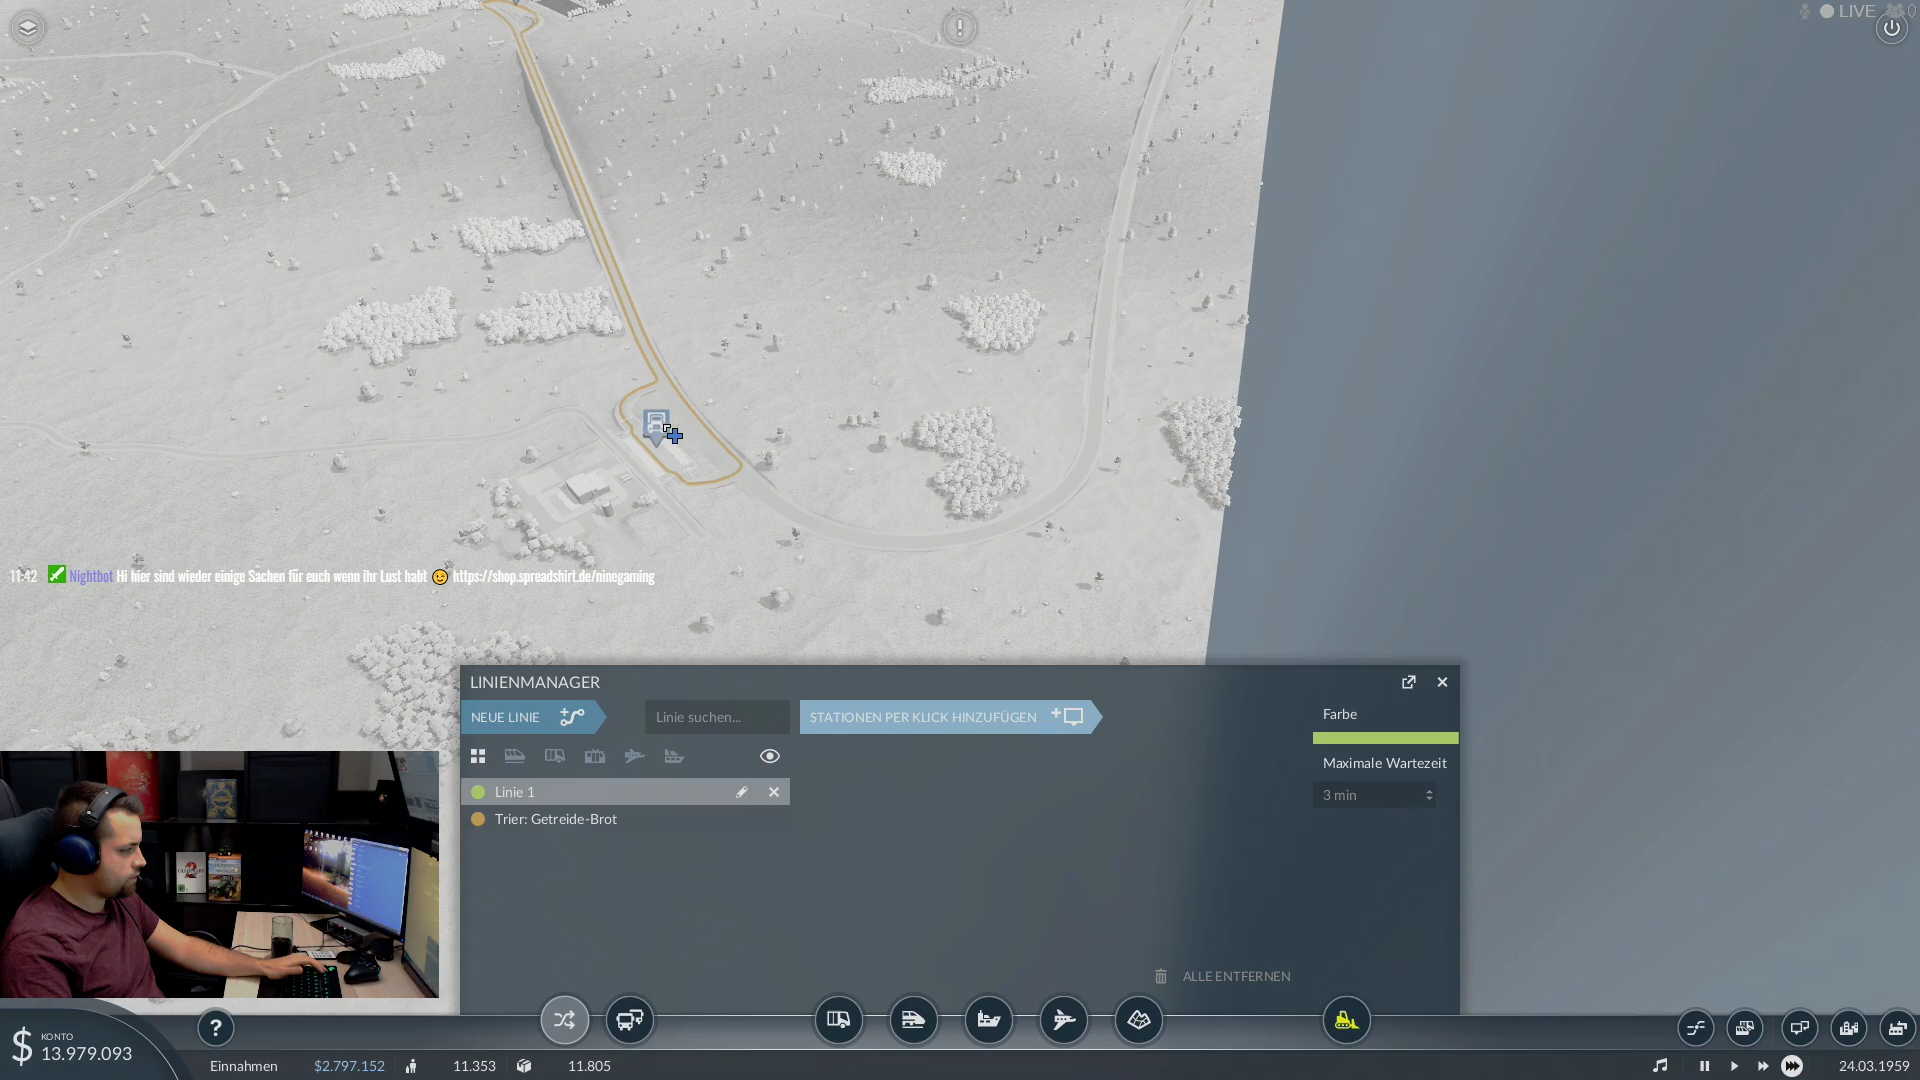 LIVE 0
11:42 Nightbot Hi hier sind wieder einige Sachen für euch wenn ihr Lust habt 😉 https://shop.spreadshirt.de/ninegaming
LINIENMANAGER
NEUE LINIE
Linie suchen...
STATIONEN PER KLICK HINZUFÜGEN
Farbe
Maximale Wartezeit
3 min
Linie 1
Trier: Getreide-Brot
ALLE ENTFERNEN
?
$ KONTO
13.979.093
Einnahmen $2.797.152 11.353 11.805 24.03.1959